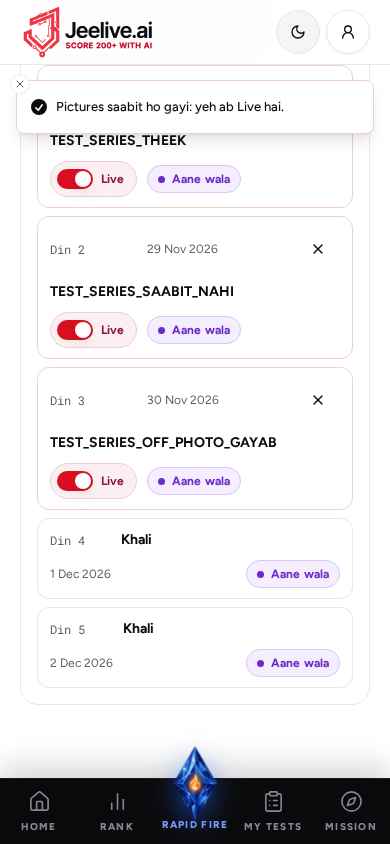 Jeelive.ai
SCORE 200+ WITH AI
Pictures saabit ho gayi: yeh ab Live hai.
TEST_SERIES_THEEK
Live
Aane wala
Din 2
29 Nov 2026
TEST_SERIES_SAABIT_NAHI
Live
Aane wala
Din 3
30 Nov 2026
TEST_SERIES_OFF_PHOTO_GAYAB
Live
Aane wala
Din 4
Khali
1 Dec 2026
Aane wala
Din 5
Khali
2 Dec 2026
Aane wala
HOME
RANK
RAPID FIRE
MY TESTS
MISSION